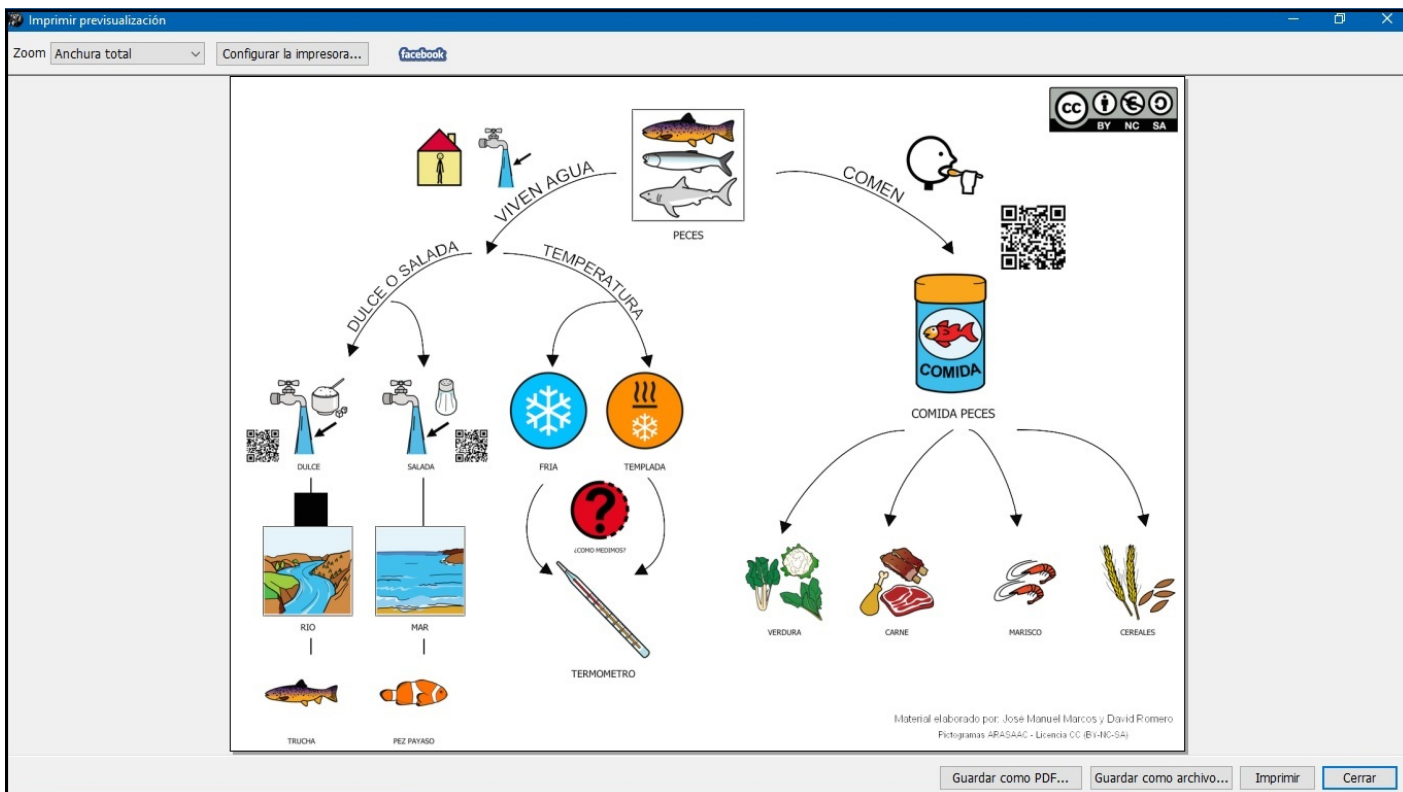 Imprimir previsualización
Zoom Anchura total Configurar la impresora... facebook
cc BY NC SA
VIVEN AGUA
COMEN
PECES
DULCE O SALADA
TEMPERATURA
COMIDA
COMIDA PECES
DULCE SALADA FRIA TEMPLADA
¿COMO MEDIMOS?
RIO MAR VERDURA CARNE MARISCO CEREALES
TERMOMETRO
TRUCHA PEZ PAYASO
Material elaborado por: José Manuel Marcos y David Romero
Pictogramas ARASAAC - Licencia CC (BY-NC-SA)
Guardar como PDF... Guardar como archivo... Imprimir Cerrar